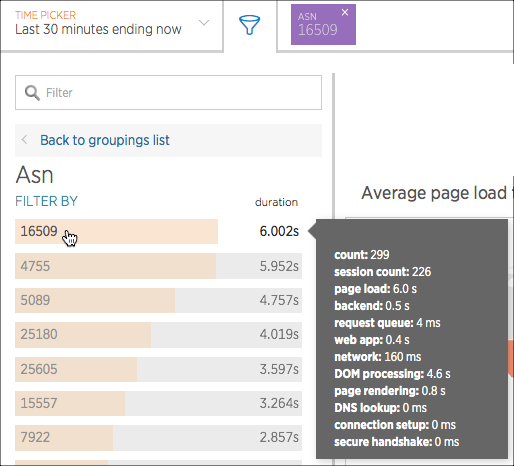 TIME PICKER
Last 30 minutes ending now
ASN ×
16509
Filter
Back to groupings list
Asn
FILTER BY duration
16509 6.002s
4755 5.952s
5089 4.757s
25180 4.019s
25605 3.597s
15557 3.264s
7922 2.857s
Average page load
count: 299
session count: 226
page load: 6.0 s
backend: 0.5 s
request queue: 4 ms
web app: 0.4 s
network: 160 ms
DOM processing: 4.6 s
page rendering: 0.8 s
DNS lookup: 0 ms
connection setup: 0 ms
secure handshake: 0 ms